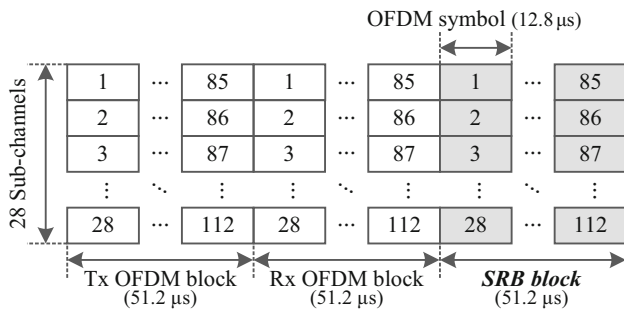 OFDM symbol (12.8 μs)
28 Sub-channels
1 ... 85 1 ... 85 1 ... 85
2 ... 86 2 ... 86 2 ... 86
3 ... 87 3 ... 87 3 ... 87
28 ... 112 28 ... 112 28 ... 112
Tx OFDM block Rx OFDM block SRB block
(51.2 μs) (51.2 μs) (51.2 μs)